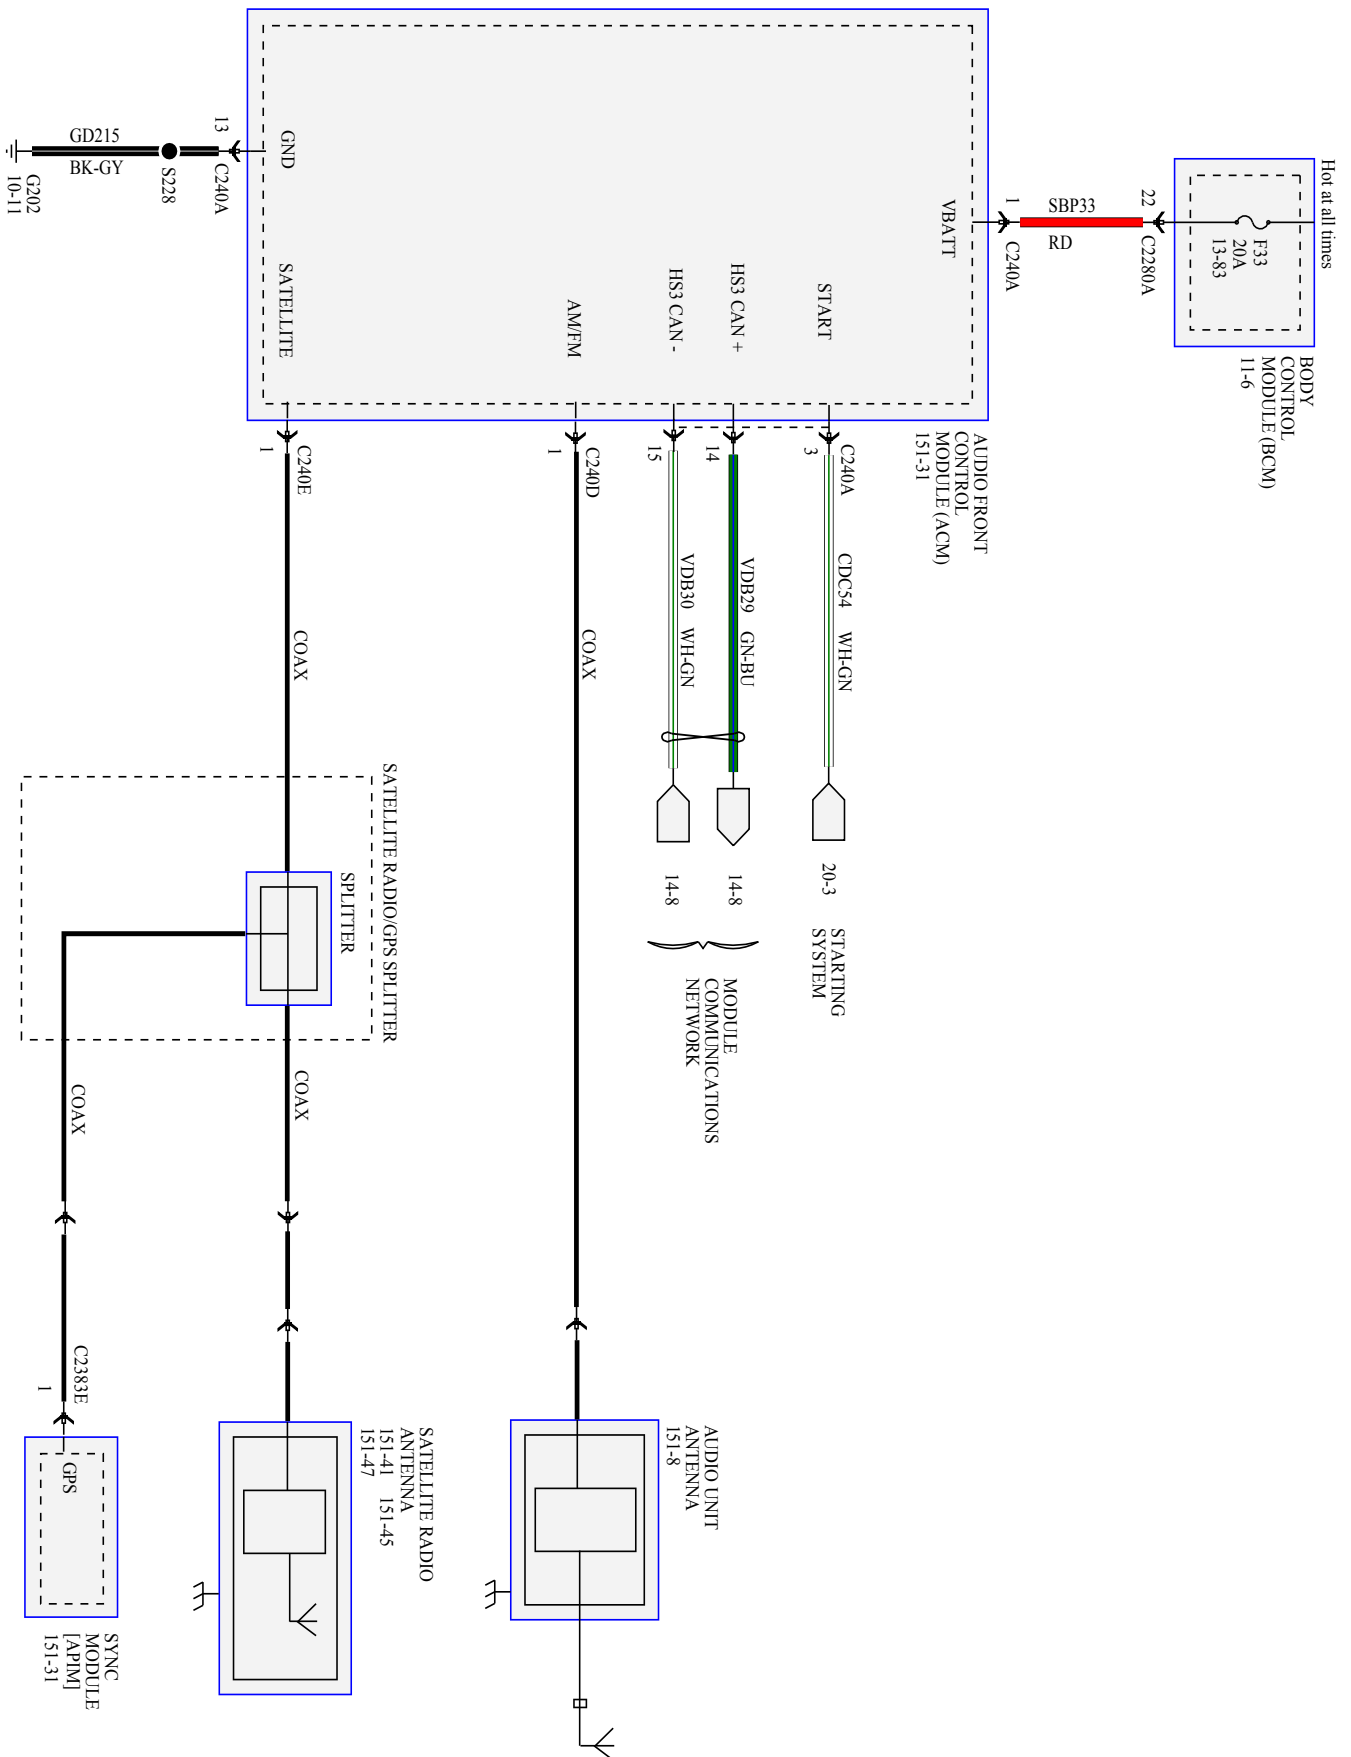 Hot at all times
F33
20A
13-83
BODY
CONTROL
MODULE (BCM)
11-6
22
C2280A
SBP33
RD
1
C240A
VBATT
AUDIO FRONT
CONTROL
MODULE (ACM)
151-31
START
3
C240A
CDC54
WH-GN
20-3
STARTING
SYSTEM
HS3 CAN +
14
VDB29
GN-BU
14-8
HS3 CAN -
15
VDB30
WH-GN
14-8
MODULE
COMMUNICATIONS
NETWORK
AM/FM
1
C240D
COAX
AUDIO UNIT
ANTENNA
151-8
GND
13
C240A
S228
GD215
BK-GY
G202
10-11
SATELLITE
1
C240E
COAX
SATELLITE RADIO/GPS SPLITTER
SPLITTER
COAX
SATELLITE RADIO
ANTENNA
151-41 151-45
151-47
COAX
C2383E
1
GPS
SYNC
MODULE
[APIM]
151-31